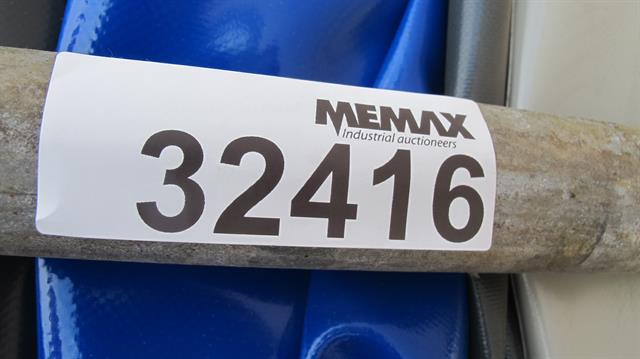 MEMAX
Industrial auctioneers
32416